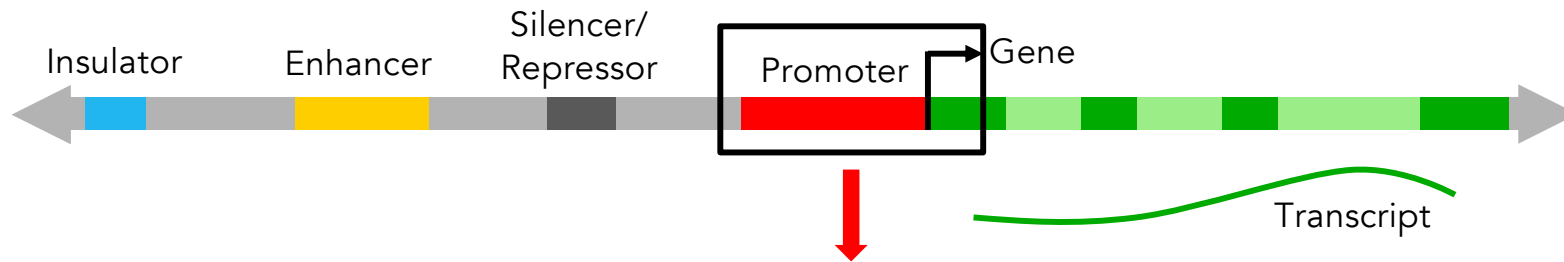 Insulator
Enhancer
Silencer/
Repressor
Promoter
Gene
Transcript